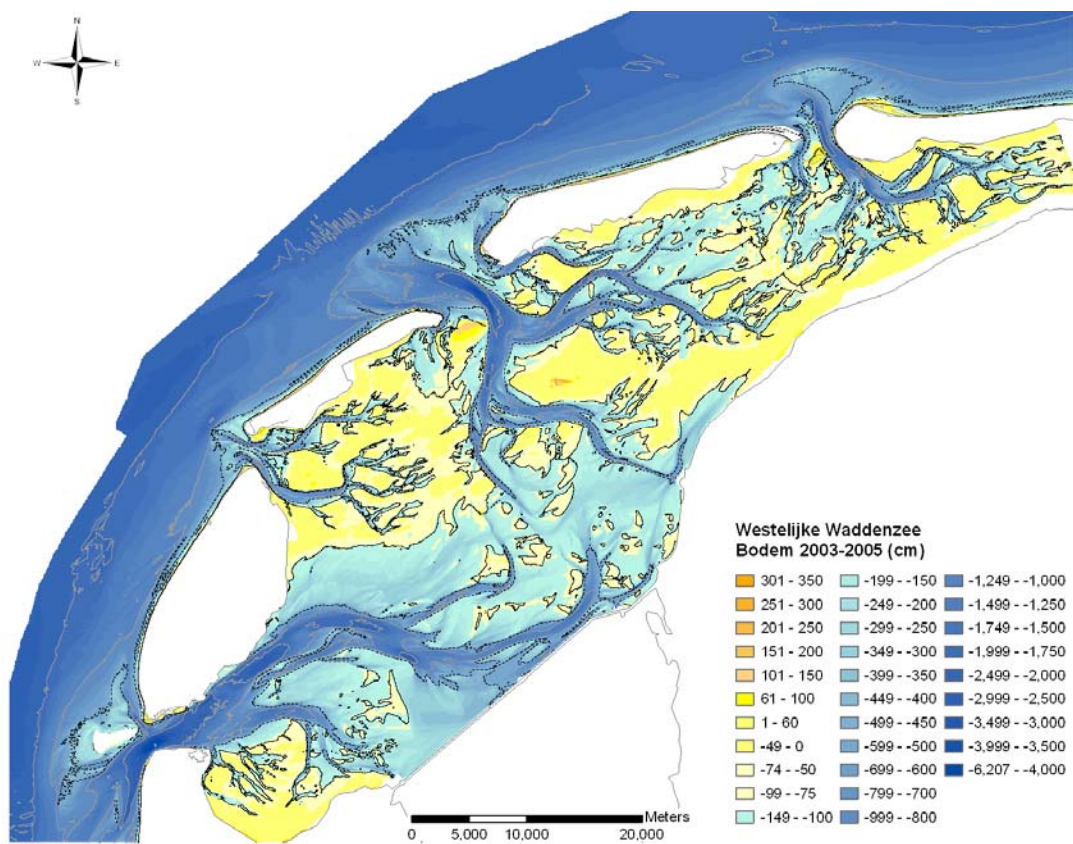 N
W E
S
Westelijke Waddenzee
Bodem 2003-2005 (cm)
301 - 350 -199 - -150 -1,249 - -1,000
251 - 300 -249 - -200 -1,499 - -1,250
201 - 250 -299 - -250 -1,749 - -1,500
151 - 200 -349 - -300 -1,999 - -1,750
101 - 150 -399 - -350 -2,499 - -2,000
61 - 100 -449 - -400 -2,999 - -2,500
1 - 60 -499 - -450 -3,499 - -3,000
-49 - 0 -599 - -500 -3,999 - -3,500
-74 - -50 -699 - -600 -6,207 - -4,000
-99 - -75 -799 - -700
-149 - -100 -999 - -800
Meters
0 5,000 10,000 20,000